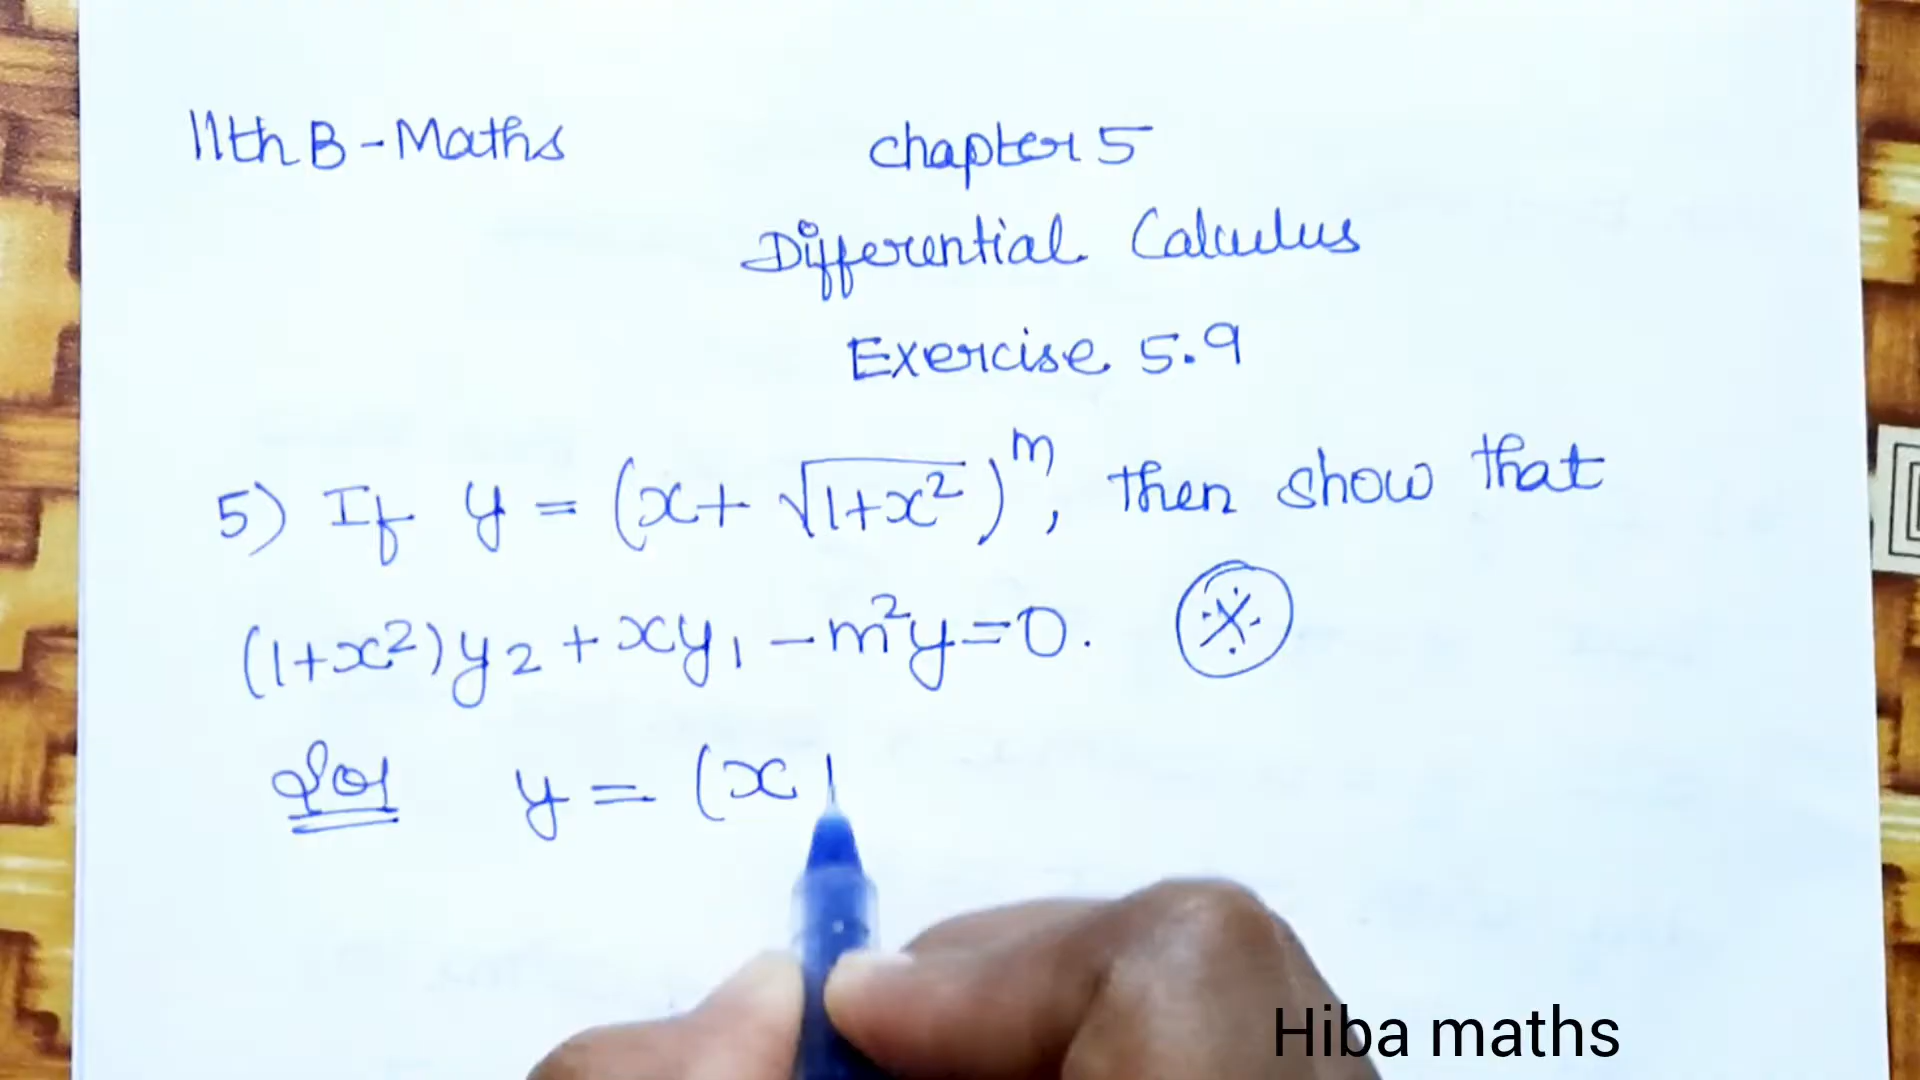 11th B - Maths chapter 5
Differential Calculus
Exercise 5.9
5) If y = (x + √1+x²)ᵐ, then show that
(1+x²)y₂ + xy₁ - m²y = 0.
Sol y = (x
Hiba maths